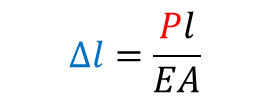 Δl = Pl / EA